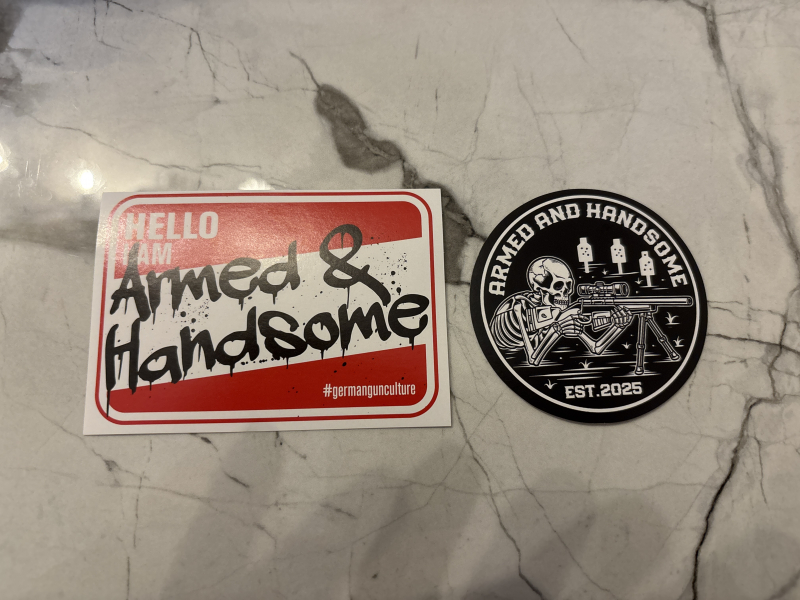 HELLO
I AM
Armed &
Handsome
#germangunculture
ARMED AND HANDSOME
EST.2025